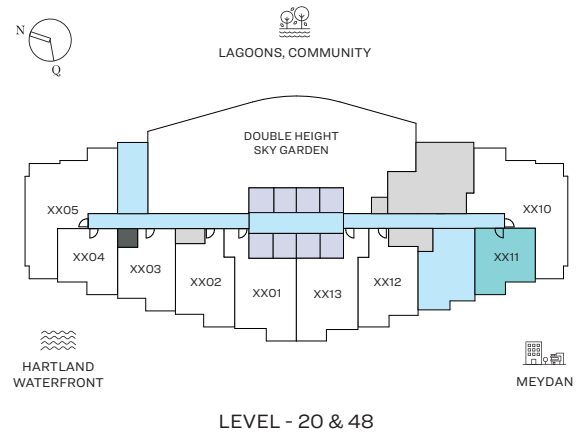 N
Q
LAGOONS, COMMUNITY
DOUBLE HEIGHT
SKY GARDEN
XX05
XX10
XX04
XX03
XX02
XX01
XX13
XX12
XX11
HARTLAND
WATERFRONT
MEYDAN
LEVEL - 20 & 48